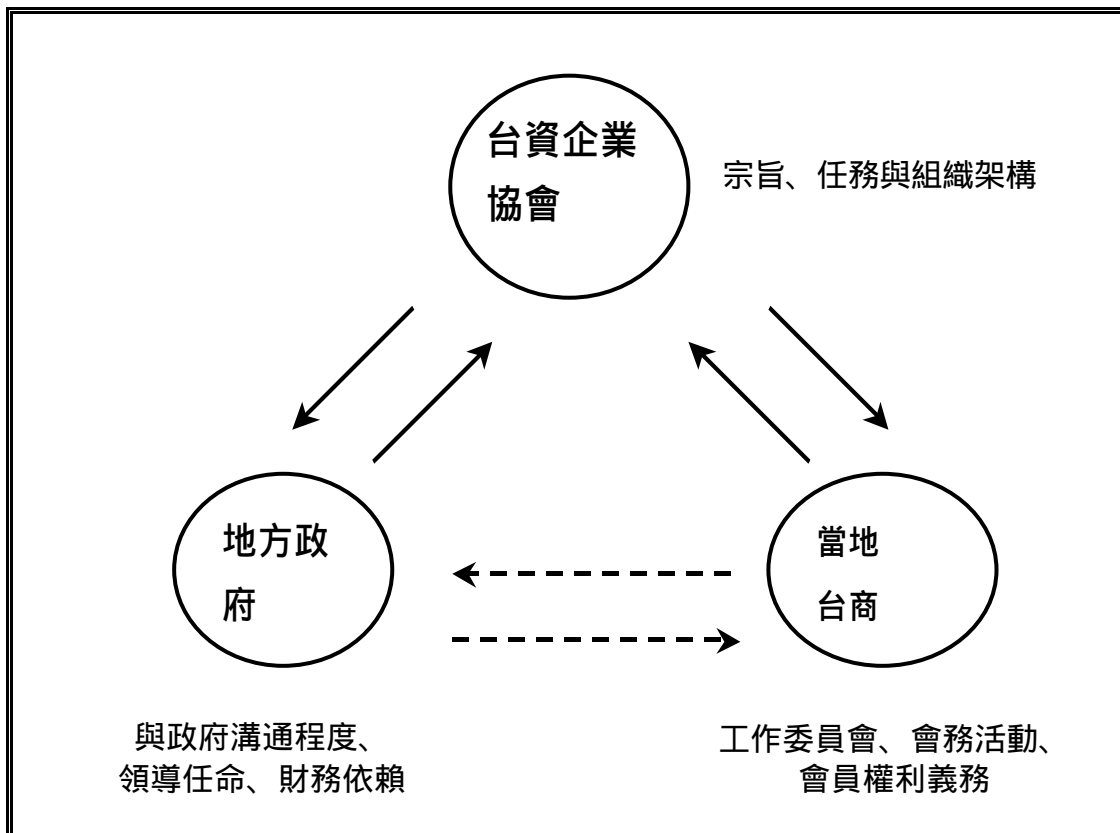 台資企業
協會
宗旨、任務與組織架構
地方政
府
當地
台商
與政府溝通程度、
領導任命、財務依賴
工作委員會、會務活動、
會員權利義務